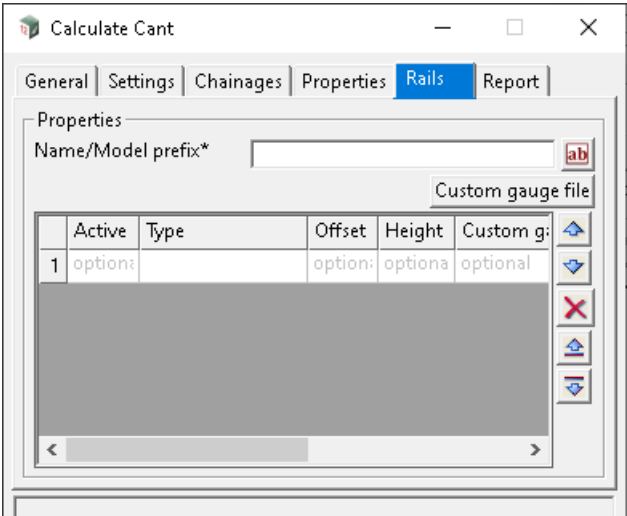 Calculate Cant
General Settings Chainages Properties Rails Report
Properties
Name/Model prefix*
ab
Custom gauge file
Active Type Offset Height Custom ga
1 optiona option optiona optional